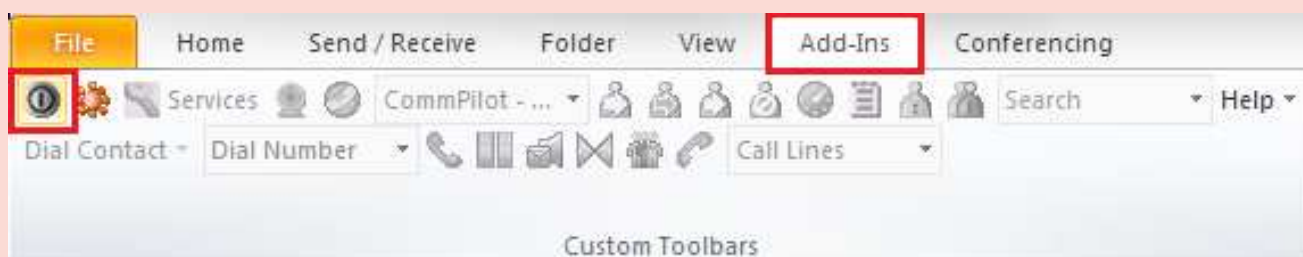 File Home Send / Receive Folder View Add-Ins Conferencing
Services CommPilot - ... Search Help
Dial Contact Dial Number Call Lines
Custom Toolbars